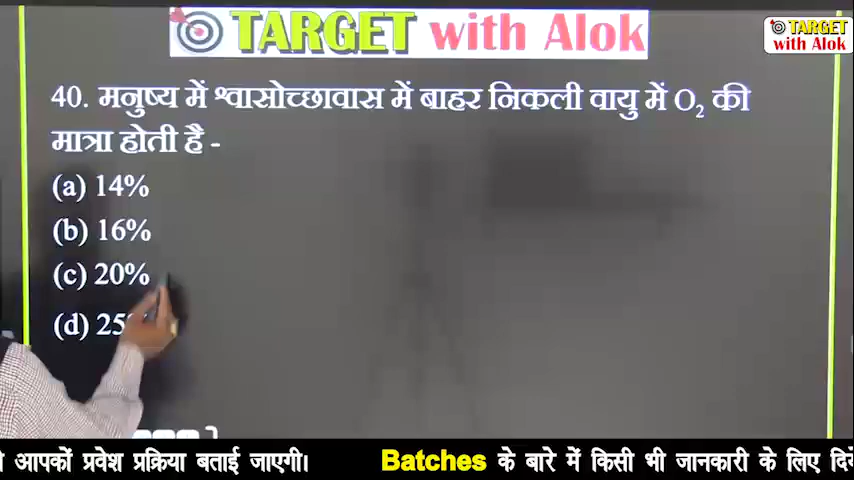 TARGET with Alok
TARGET
with Alok
40. मनुष्य में श्वासोच्छावास में बाहर निकली वायु में O₂ की
मात्रा होती है -
(a) 14%
(b) 16%
(c) 20%
(d) 25
आपकों प्रवेश प्रक्रिया बताई जाएगी। Batches के बारे में किसी भी जानकारी के लिए